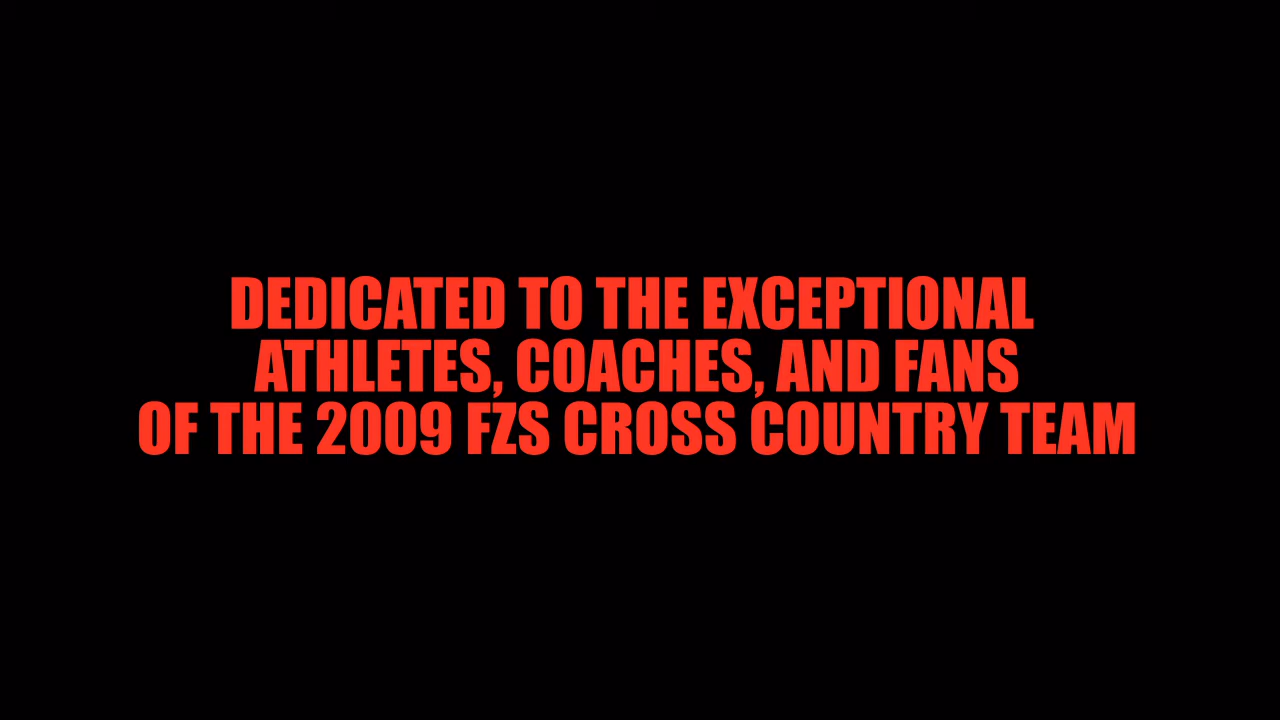 DEDICATED TO THE EXCEPTIONAL
ATHLETES, COACHES, AND FANS
OF THE 2009 FZS CROSS COUNTRY TEAM